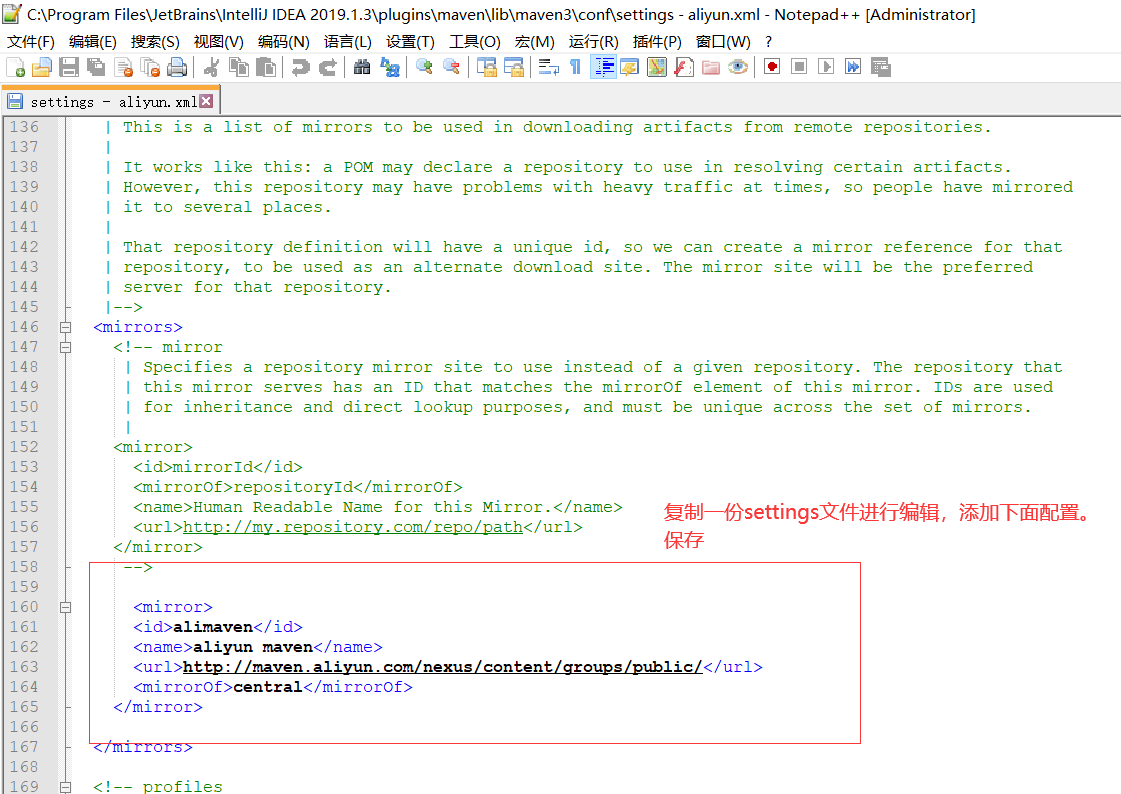 C:\Program Files\JetBrains\IntelliJ IDEA 2019.1.3\plugins\maven\lib\maven3\conf\settings - aliyun.xml - Notepad++ [Administrator]
文件(F) 编辑(E) 搜索(S) 视图(V) 编码(N) 语言(L) 设置(T) 工具(O) 宏(M) 运行(R) 插件(P) 窗口(W) ?
settings - aliyun.xml
136 | This is a list of mirrors to be used in downloading artifacts from remote repositories.
137 |
138 | It works like this: a POM may declare a repository to use in resolving certain artifacts.
139 | However, this repository may have problems with heavy traffic at times, so people have mirrored
140 | it to several places.
141 |
142 | That repository definition will have a unique id, so we can create a mirror reference for that
143 | repository, to be used as an alternate download site. The mirror site will be the preferred
144 | server for that repository.
145 |-->
146 <mirrors>
147 <!-- mirror
148 | Specifies a repository mirror site to use instead of a given repository. The repository that
149 | this mirror serves has an ID that matches the mirrorOf element of this mirror. IDs are used
150 | for inheritance and direct lookup purposes, and must be unique across the set of mirrors.
151 |
152 <mirror>
153 <id>mirrorId</id>
154 <mirrorOf>repositoryId</mirrorOf>
155 <name>Human Readable Name for this Mirror.</name>
156 <url>http://my.repository.com/repo/path</url>
157 </mirror>
复制一份settings文件进行编辑，添加下面配置。
保存
158 -->
159
160 <mirror>
161 <id>alimaven</id>
162 <name>aliyun maven</name>
163 <url>http://maven.aliyun.com/nexus/content/groups/public/</url>
164 <mirrorOf>central</mirrorOf>
165 </mirror>
166
167 </mirrors>
168
169 <!-- profiles